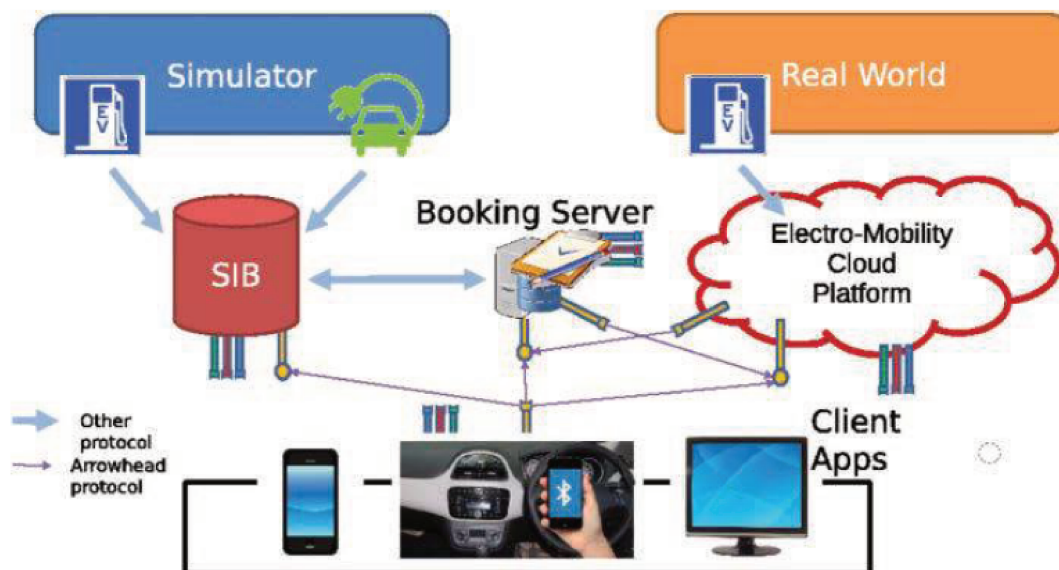 Simulator
Real World
EV
EV
Booking Server
SIB
Electro-Mobility
Cloud
Platform
Other
protocol
Arrowhead
protocol
Client
Apps